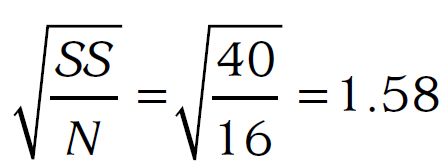 √(SS/N) = √(40/16) = 1.58